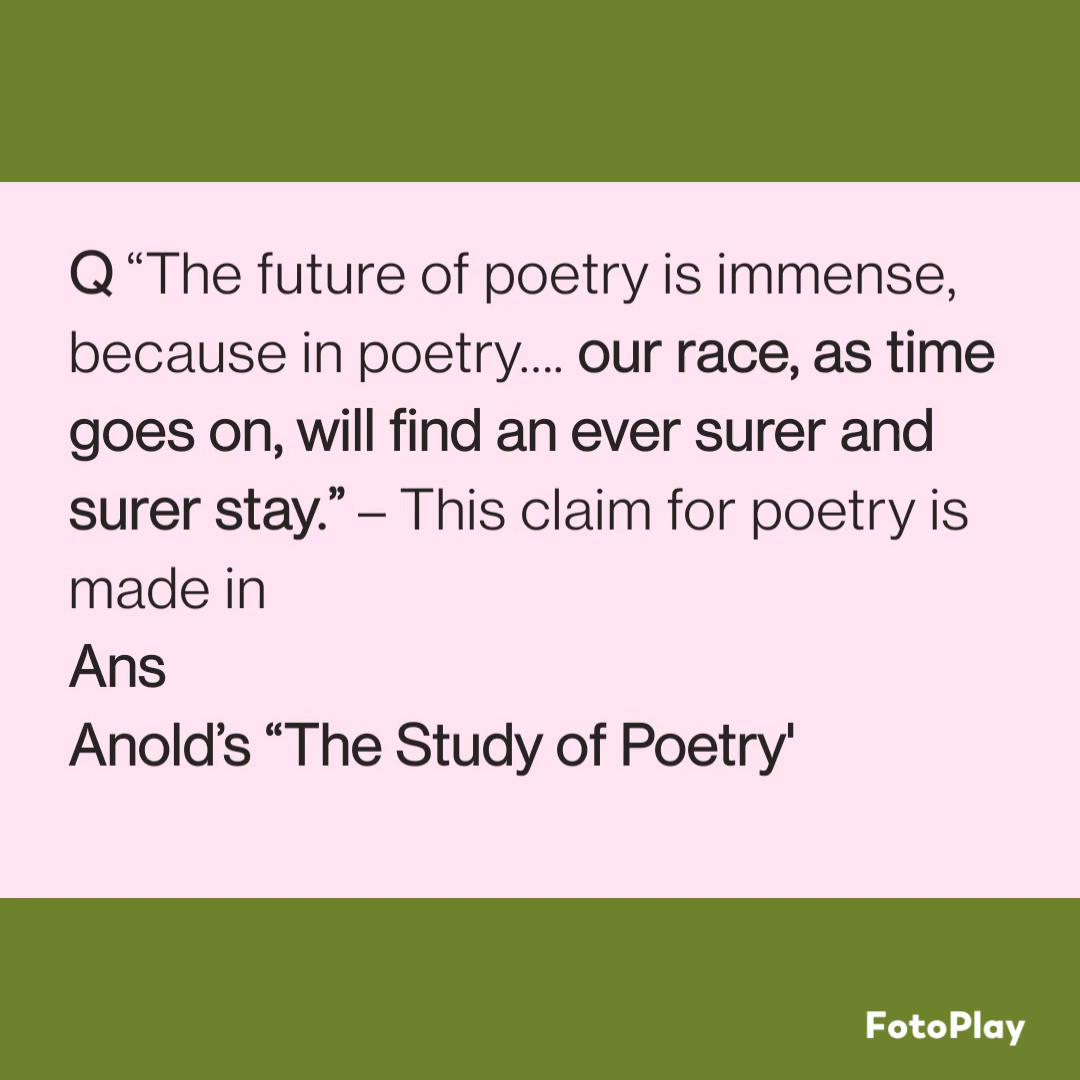 Q “The future of poetry is immense,
because in poetry.... our race, as time
goes on, will find an ever surer and
surer stay.” – This claim for poetry is
made in
Ans
Anold’s “The Study of Poetry'
FotoPlay